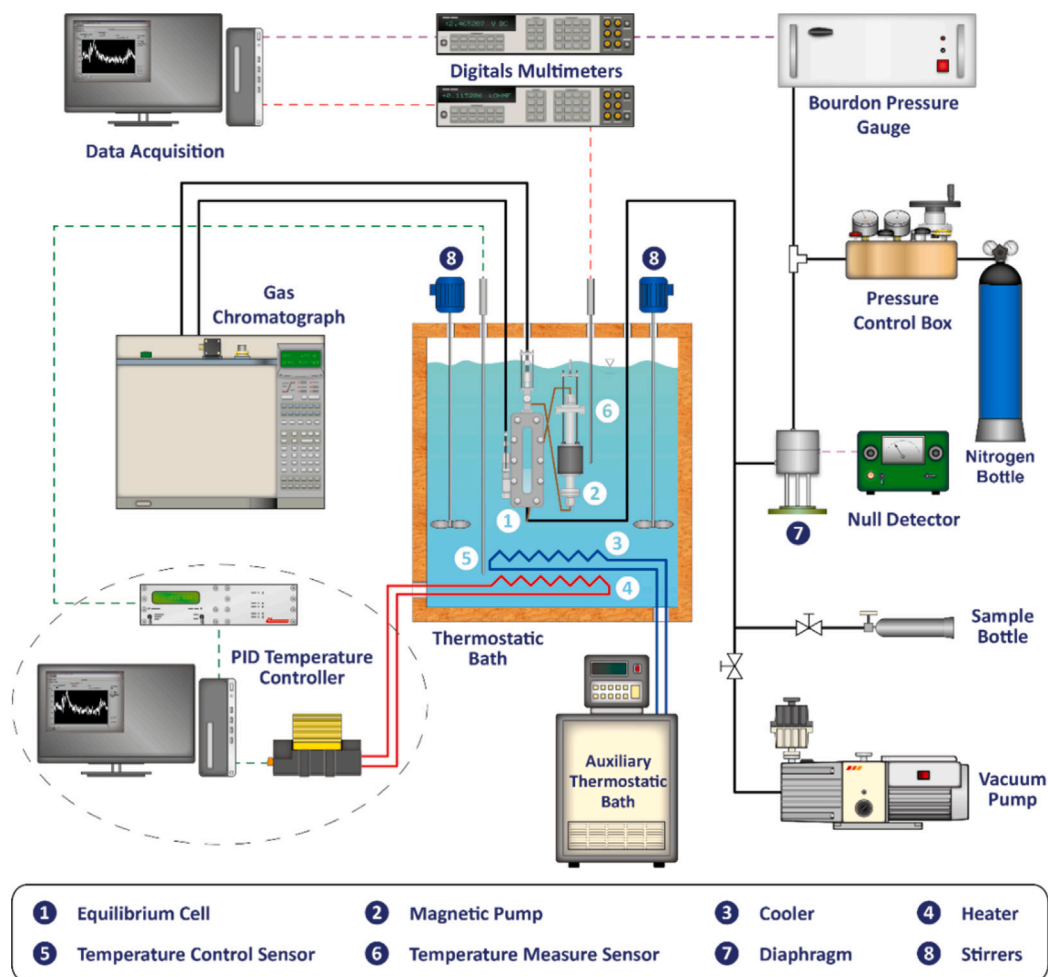 Digitals Multimeters
Data Acquisition
Bourdon Pressure
Gauge
8
8
Gas
Chromatograph
Pressure
Control Box
6
2
1
Nitrogen
Bottle
Null Detector
7
3
5
4
Thermostatic
Bath
Sample
Bottle
PID Temperature
Controller
Auxiliary
Thermostatic
Bath
Vacuum
Pump
1 Equilibrium Cell 2 Magnetic Pump 3 Cooler 4 Heater
5 Temperature Control Sensor 6 Temperature Measure Sensor 7 Diaphragm 8 Stirrers